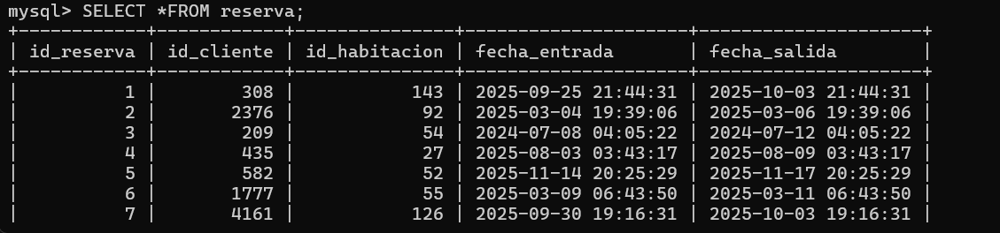 mysql> SELECT *FROM reserva;
+------------+------------+---------------+---------------------+---------------------+
| id_reserva | id_cliente | id_habitacion | fecha_entrada       | fecha_salida        |
+------------+------------+---------------+---------------------+---------------------+
|          1 |        308 |           143 | 2025-09-25 21:44:31 | 2025-10-03 21:44:31 |
|          2 |       2376 |            92 | 2025-03-04 19:39:06 | 2025-03-06 19:39:06 |
|          3 |        209 |            54 | 2024-07-08 04:05:22 | 2024-07-12 04:05:22 |
|          4 |        435 |            27 | 2025-08-03 03:43:17 | 2025-08-09 03:43:17 |
|          5 |        582 |            52 | 2025-11-14 20:25:29 | 2025-11-17 20:25:29 |
|          6 |       1777 |            55 | 2025-03-09 06:43:50 | 2025-03-11 06:43:50 |
|          7 |       4161 |           126 | 2025-09-30 19:16:31 | 2025-10-03 19:16:31 |